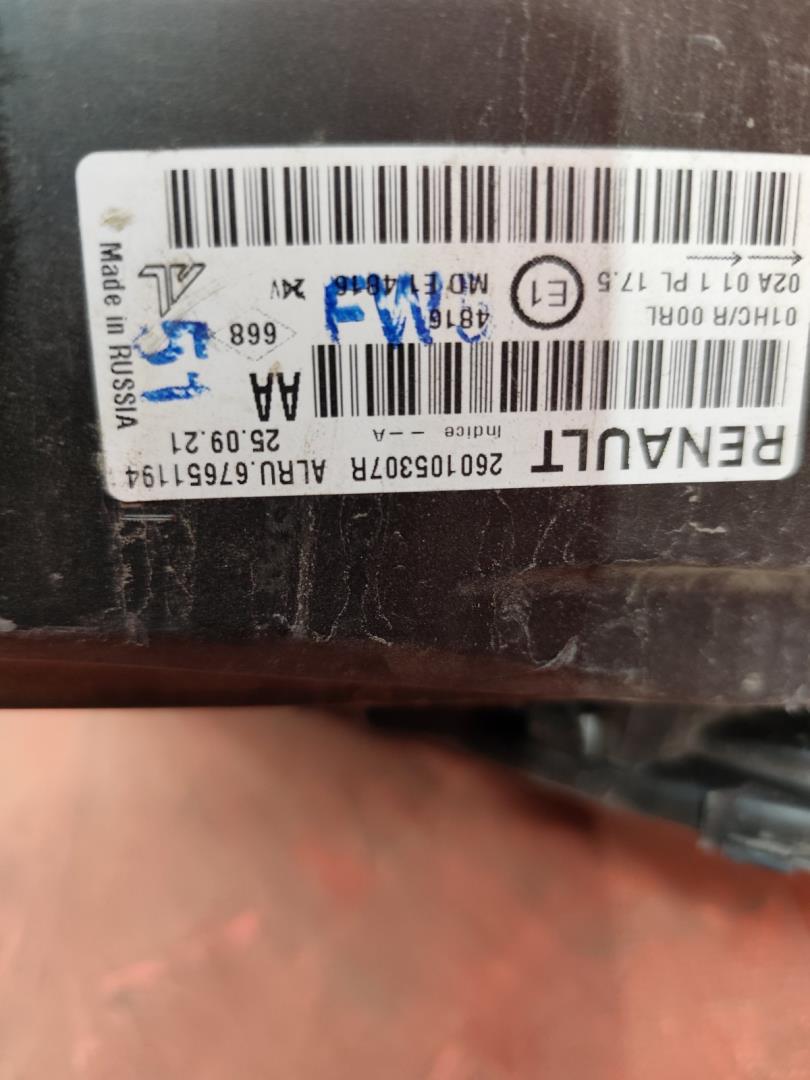 RENAULT 260105307R ALRU.67651194
Indice --A 25.09.21
AA
01HC/R 00RL 4816 668
02A 01 1 PL 17.5 E1 MD E1 4816
Made in RUSSIA
51